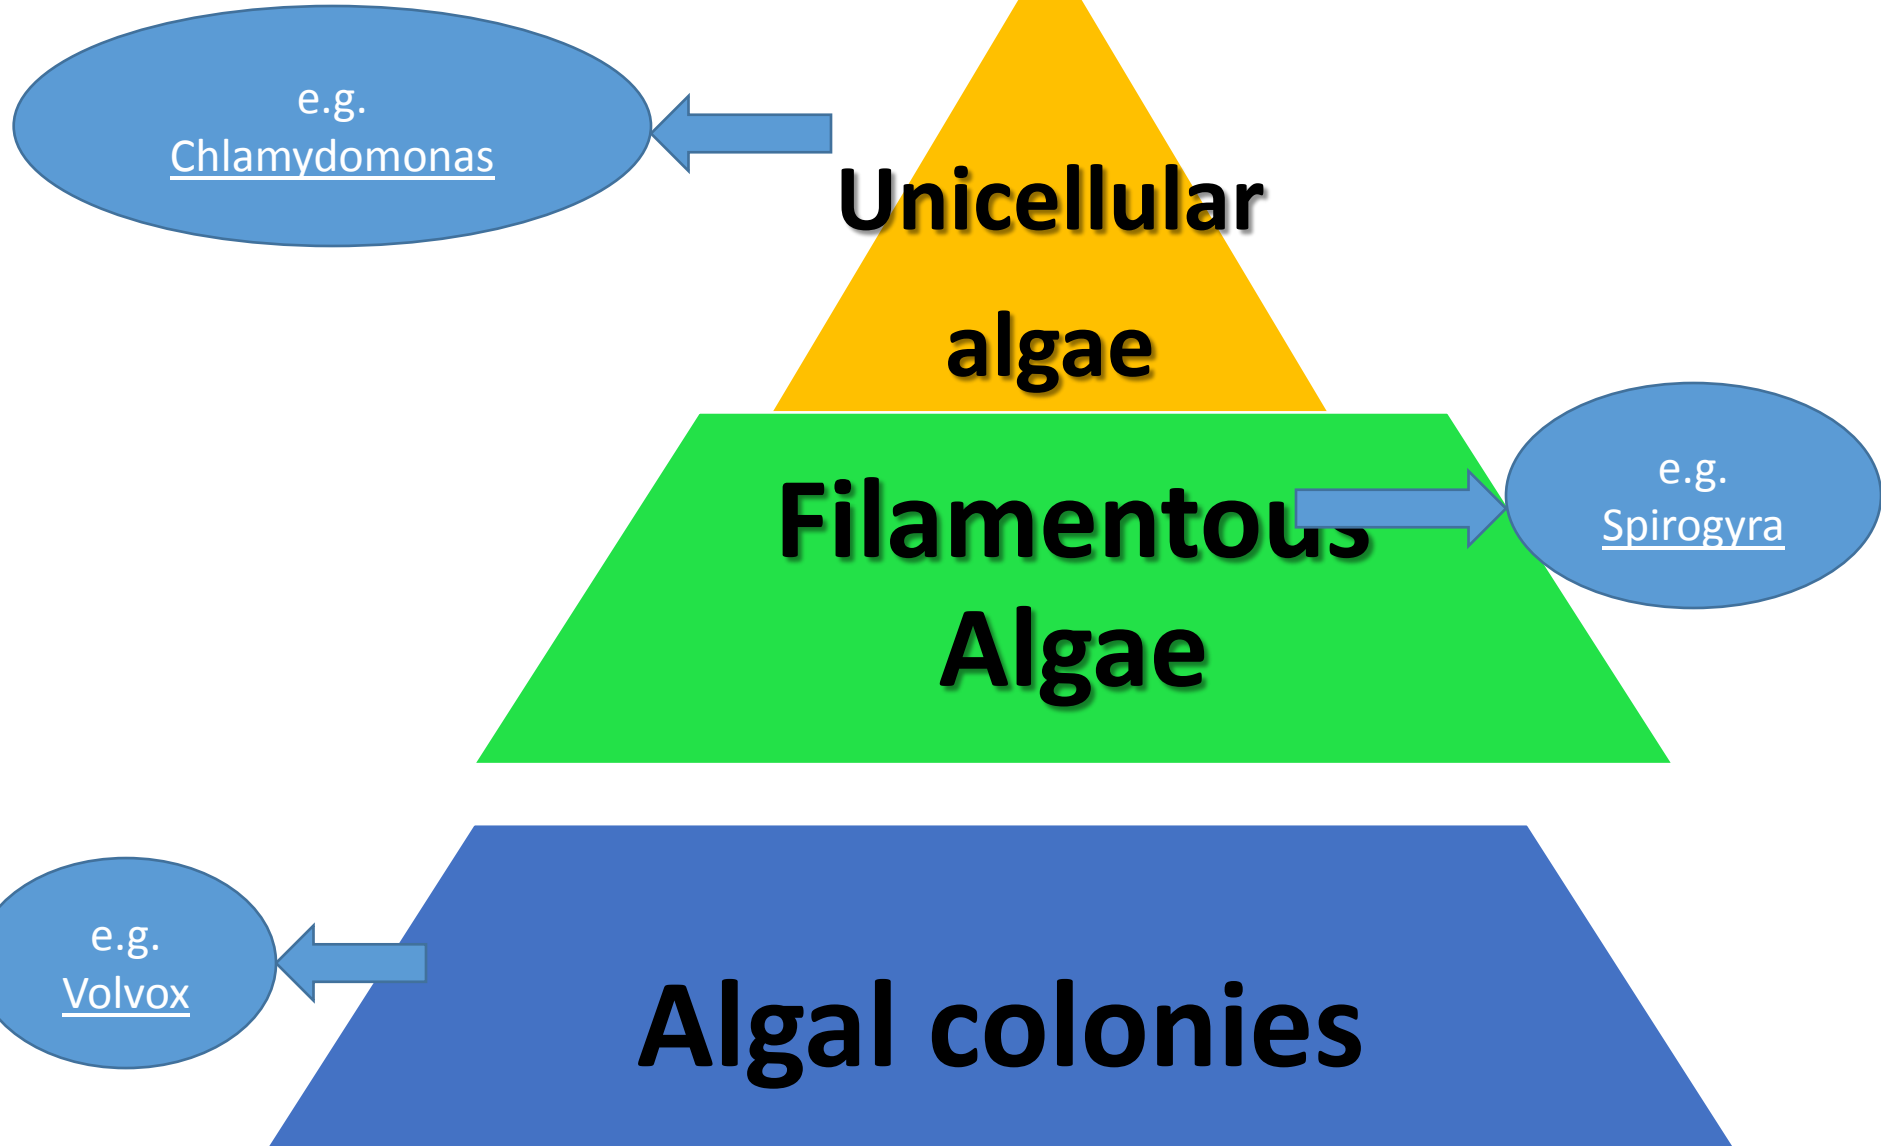 e.g.
Chlamydomonas
Unicellular
algae
Filamentous
Algae
e.g.
Spirogyra
e.g.
Volvox
Algal colonies